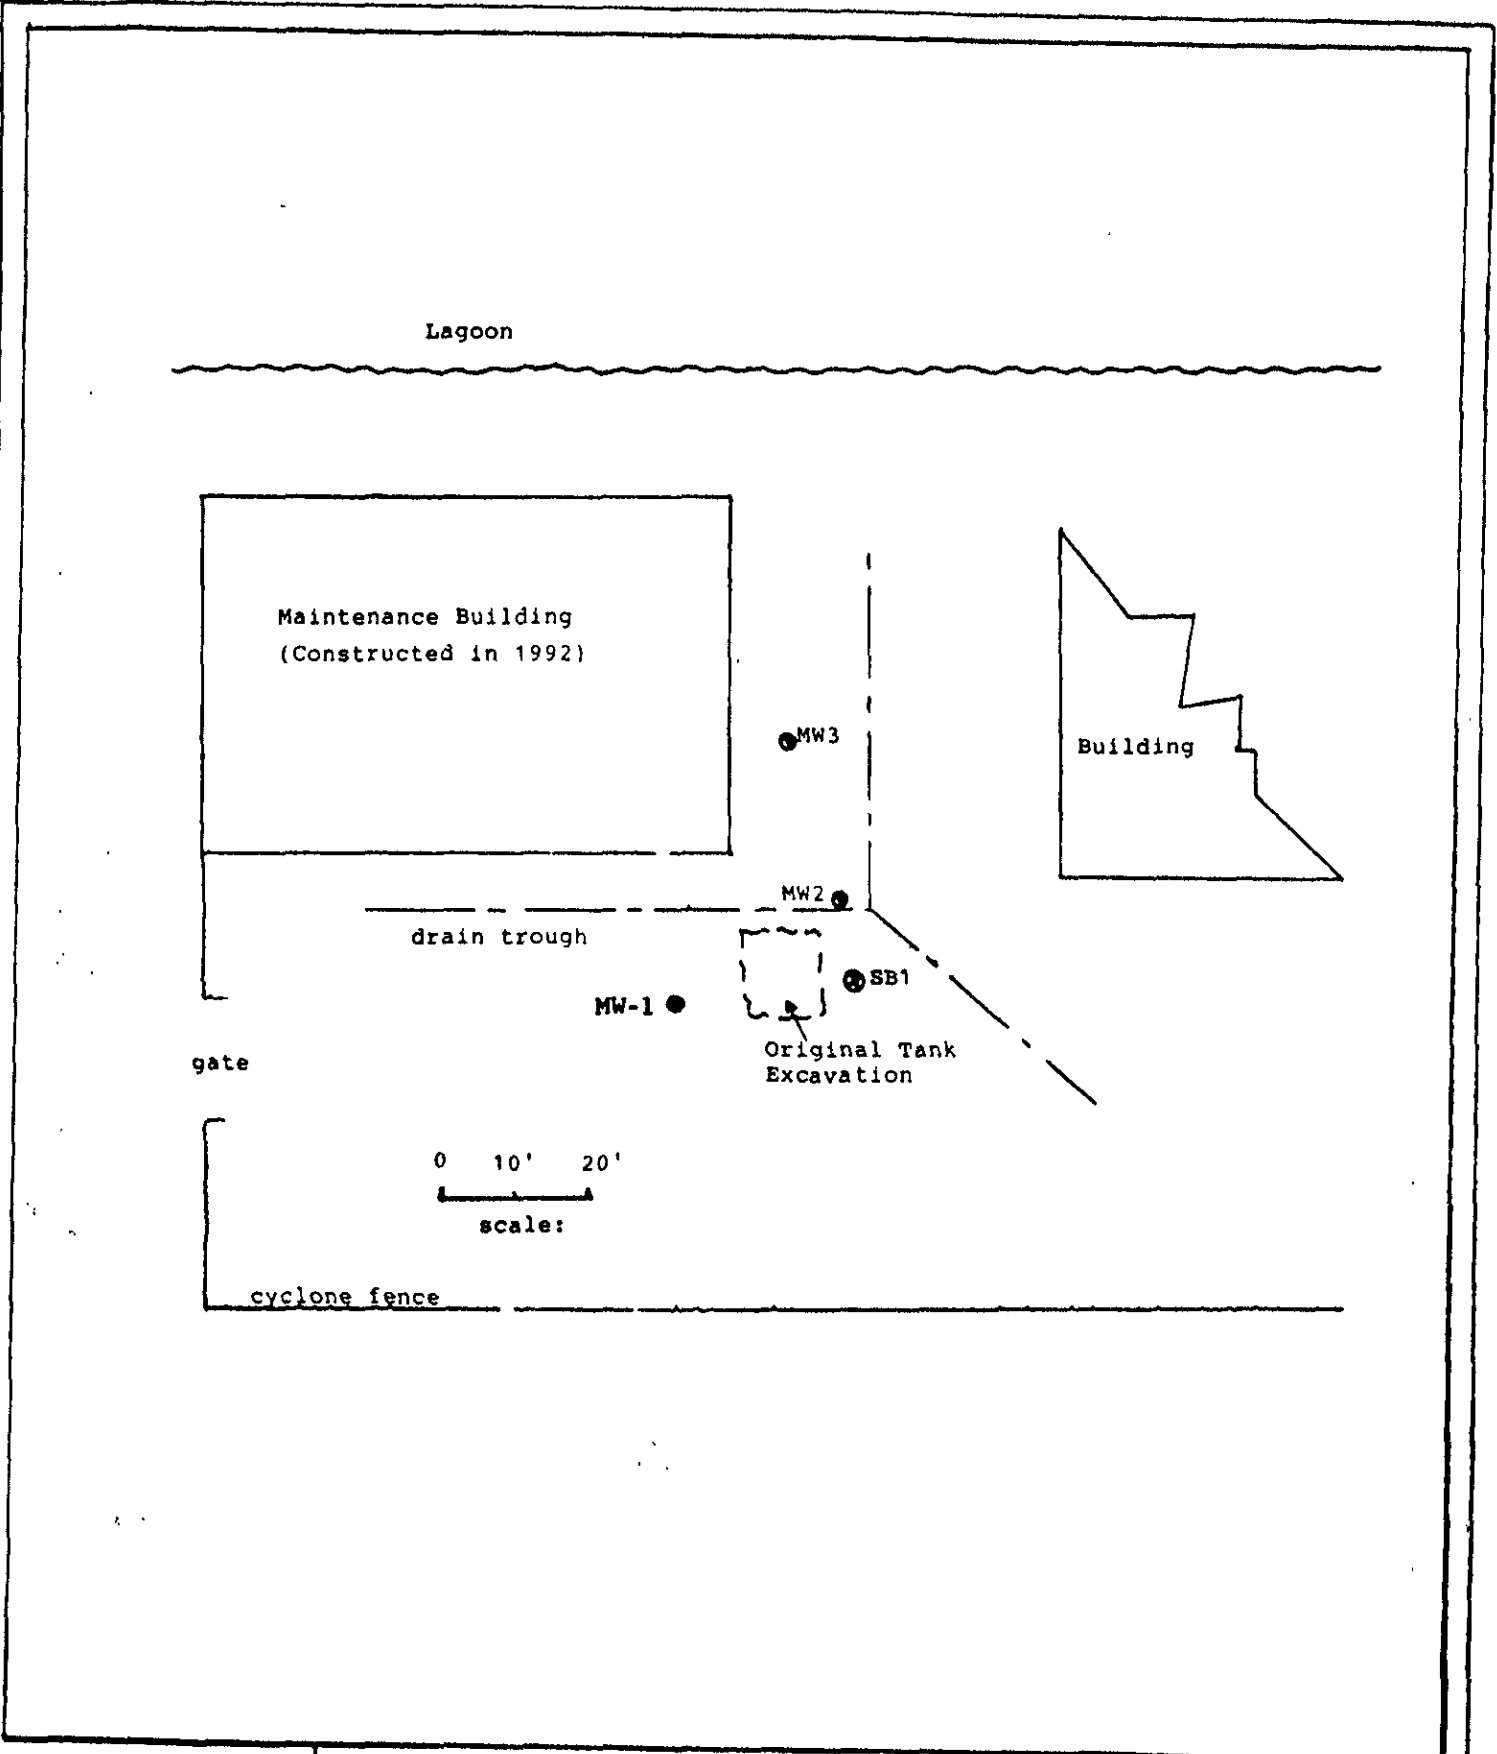 Lagoon
Maintenance Building
(Constructed in 1992)
MW3
Building
MW2
drain trough
SB1
MW-1
Original Tank
Excavation
gate
0 10' 20'
scale:
cyclone fence